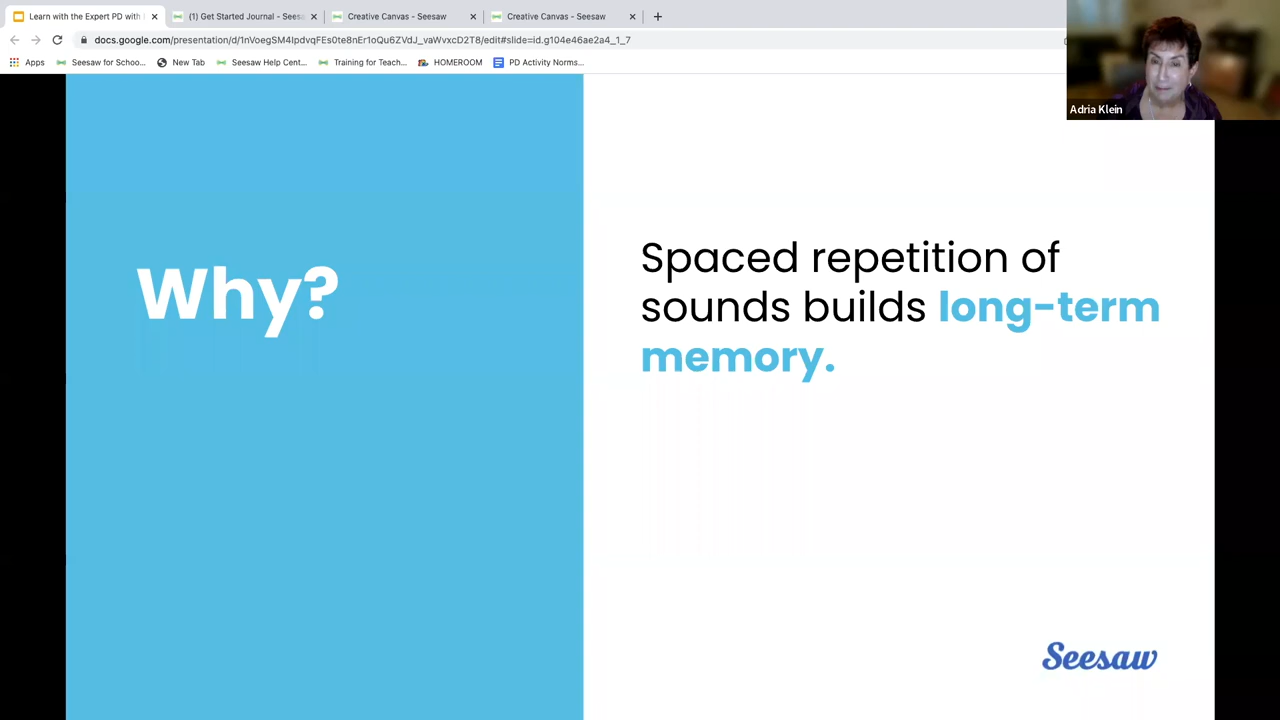 Learn with the Expert PD with
(1) Get Started Journal - Sees
Creative Canvas - Seesaw
Creative Canvas - Seesaw
docs.google.com/presentation/d/1nVoegSM4IpdvqFEs0te8nEr1oQu6ZVdJ_vaWvxcD2T8/edit#slide=id.g104e46ae2a4_1_7
Apps
Seesaw for Schoo...
New Tab
Seesaw Help Cent...
Training for Teach...
HOMEROOM
PD Activity Norms...
Adria Klein
Why?
Spaced repetition of
sounds builds long-term
memory.
Seesaw